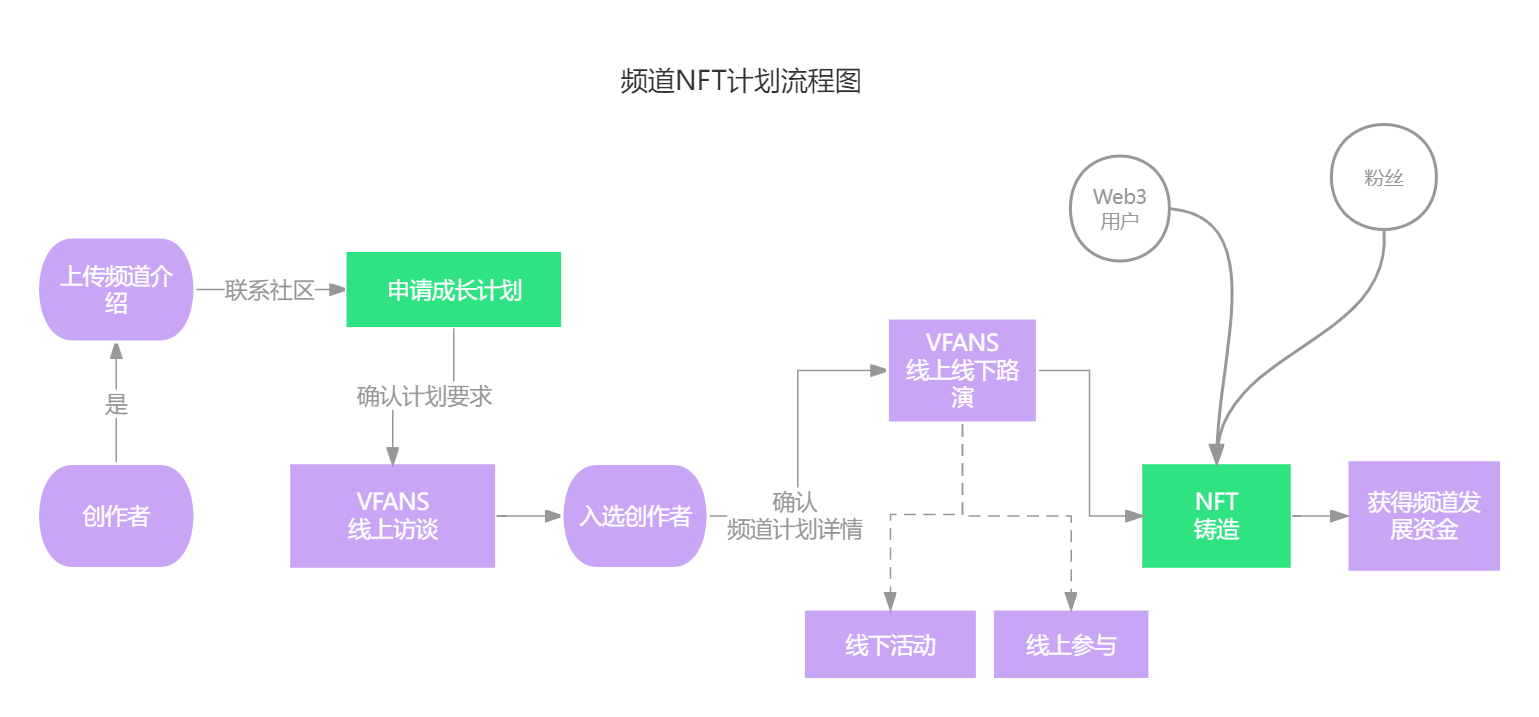 频道NFT计划流程图
Web3
用户
粉丝
上传频道介
绍
联系社区
申请成长计划
是
确认计划要求
创作者
VFANS
线上访谈
入选创作者
确认
频道计划详情
VFANS
线上线下路
演
线下活动
线上参与
NFT
铸造
获得频道发
展资金